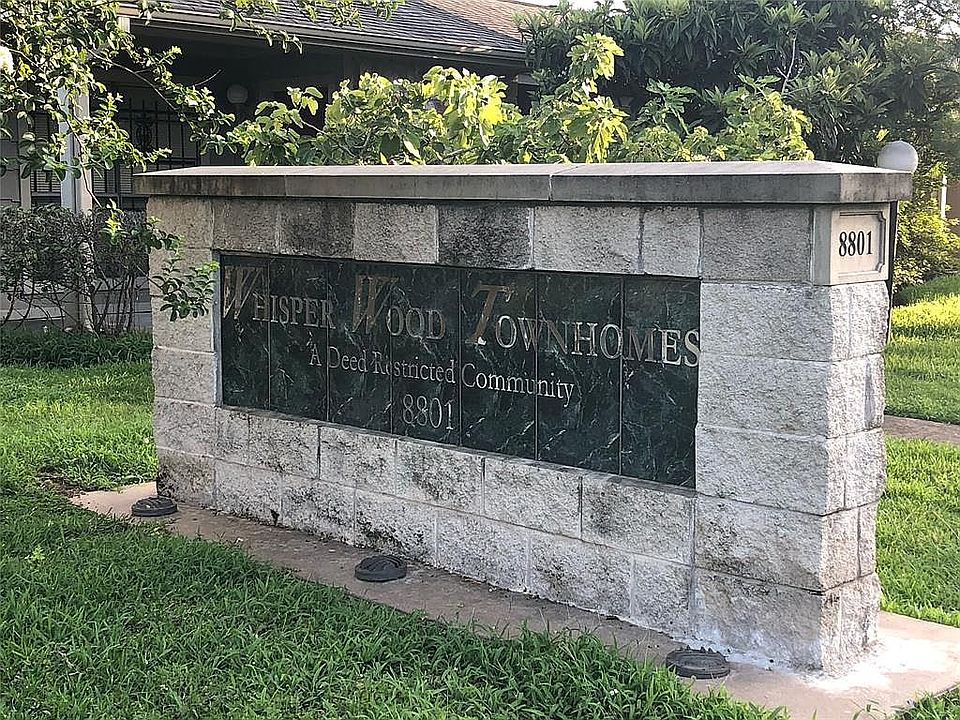 Whisper Wood Townhomes
A Deed Restricted Community
8801
8801